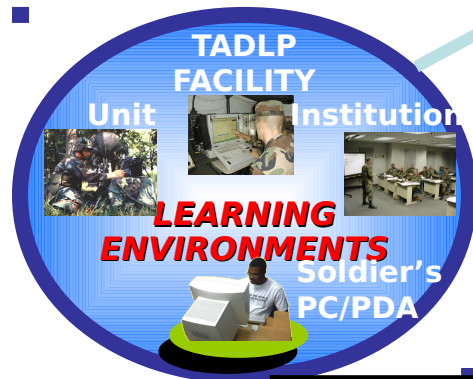 TADLP
FACILITY
Unit
Institution
LEARNING
ENVIRONMENTS
Soldier’s
PC/PDA